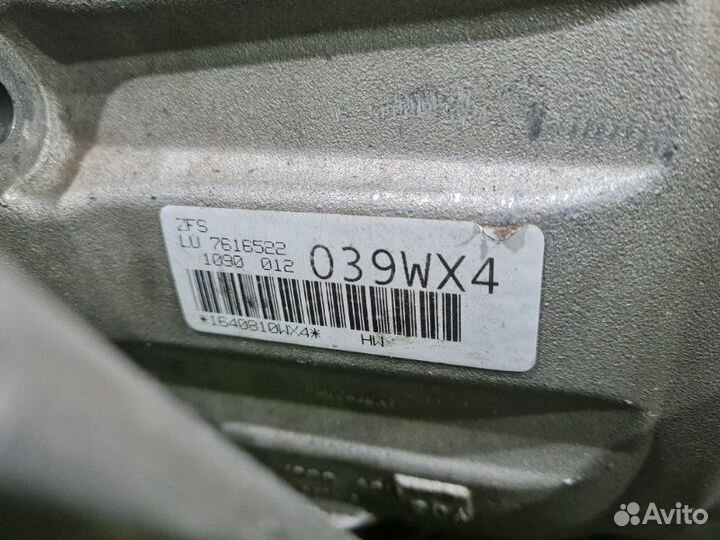 ZFS
LU 7616522
1090 012 039WX4
*1640810WX4* HW
Avito